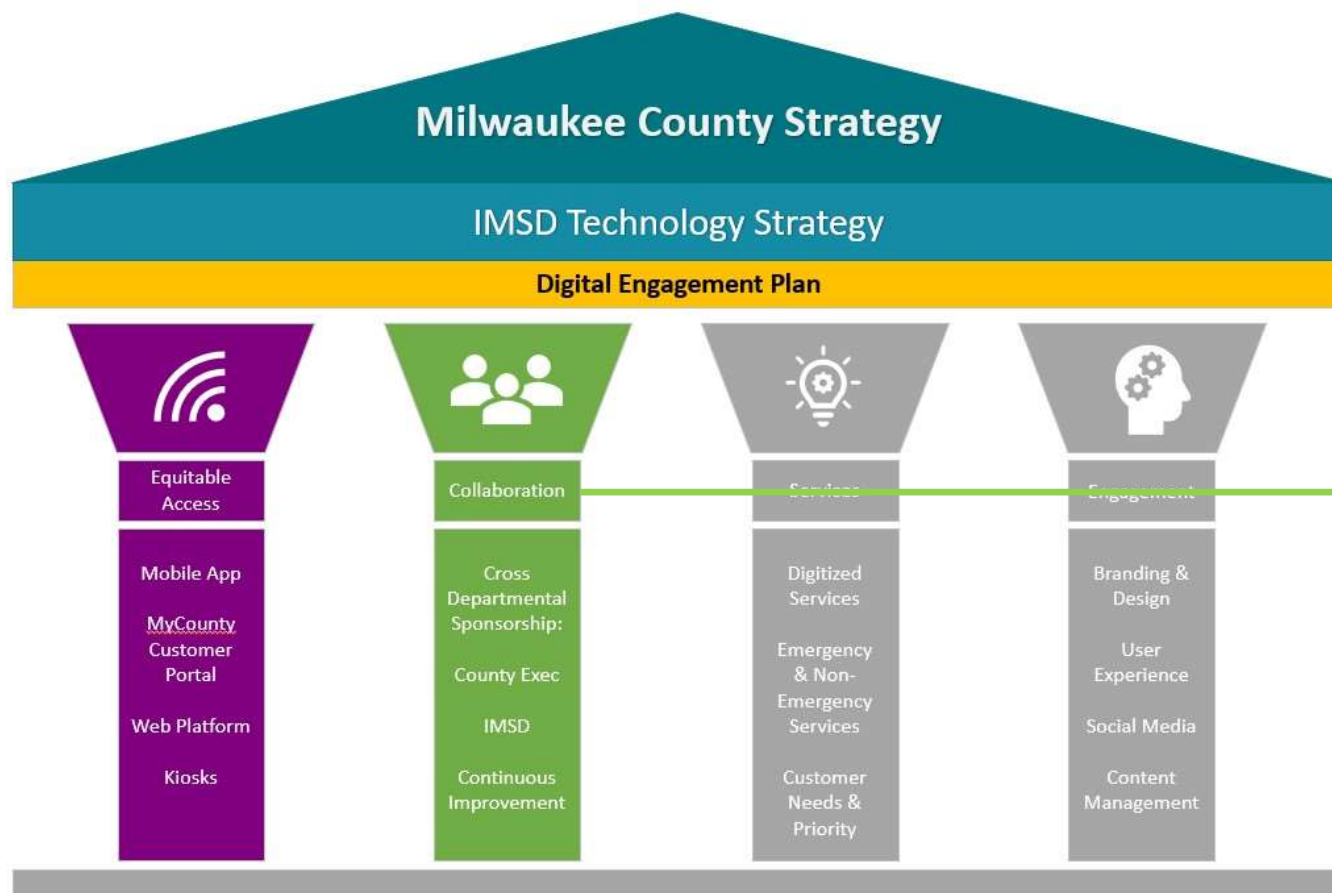 Milwaukee County Strategy
IMSD Technology Strategy
Digital Engagement Plan
Equitable
Access
Mobile App
MyCounty
Customer
Portal
Web Platform
Kiosks
Collaboration
Cross
Departmental
Sponsorship:
County Exec
IMSD
Continuous
Improvement
Services
Digitized
Services
Emergency
& Non-
Emergency
Services
Customer
Needs &
Priority
Engagement
Branding &
Design
User
Experience
Social Media
Content
Management